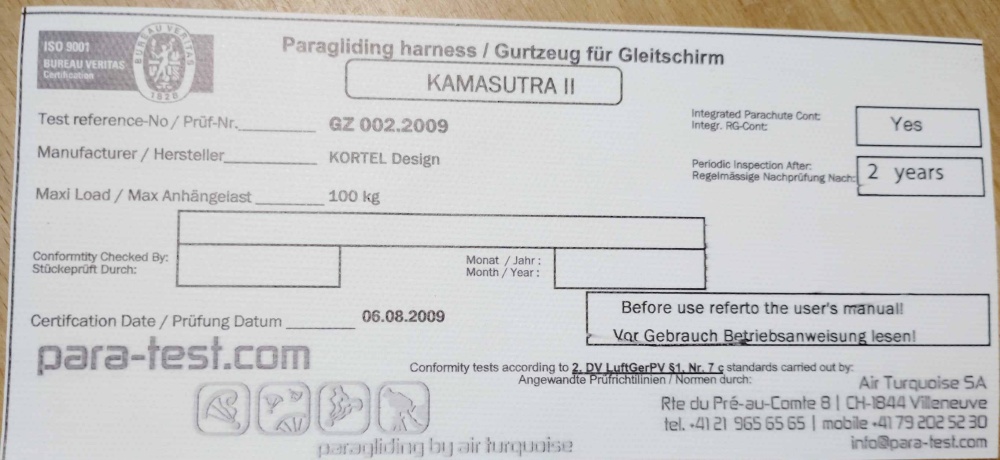 ISO 9001
BUREAU VERITAS
Certification
BUREAU VERITAS
1828
Paragliding harness / Gurtzeug für Gleitschirm
KAMASUTRA II
Test reference-No / Prüf-Nr. GZ 002.2009
Integrated Parachute Cont:
Integr. RG-Cont:
Yes
Manufacturer / Hersteller KORTEL Design
Periodic Inspection After:
Regelmässige Nachprüfung Nach:
2 years
Maxi Load / Max Anhängelast 100 kg
Conformtity Checked By:
Stückeprüft Durch:
Monat / Jahr :
Month / Year :
Certifcation Date / Prüfung Datum 06.08.2009
Before use referto the user's manual!
Vor Gebrauch Betriebsanweisung lesen!
para-test.com
Conformity tests according to 2. DV LuftGerPV §1, Nr. 7 c standards carried out by:
Angewandte Prüfrichtilinien / Normen durch:
Air Turquoise SA
Rte du Pré-au-Comte 8 | CH-1844 Villeneuve
tel. +41 21 965 65 65 | mobile +41 79 202 52 30
info@para-test.com
paragliding by air turquoise